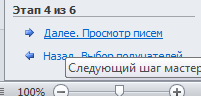 Этап 4 из 6
Далее. Просмотр писем
Назад. Выбор получателей
Следующий шаг мастер
100%